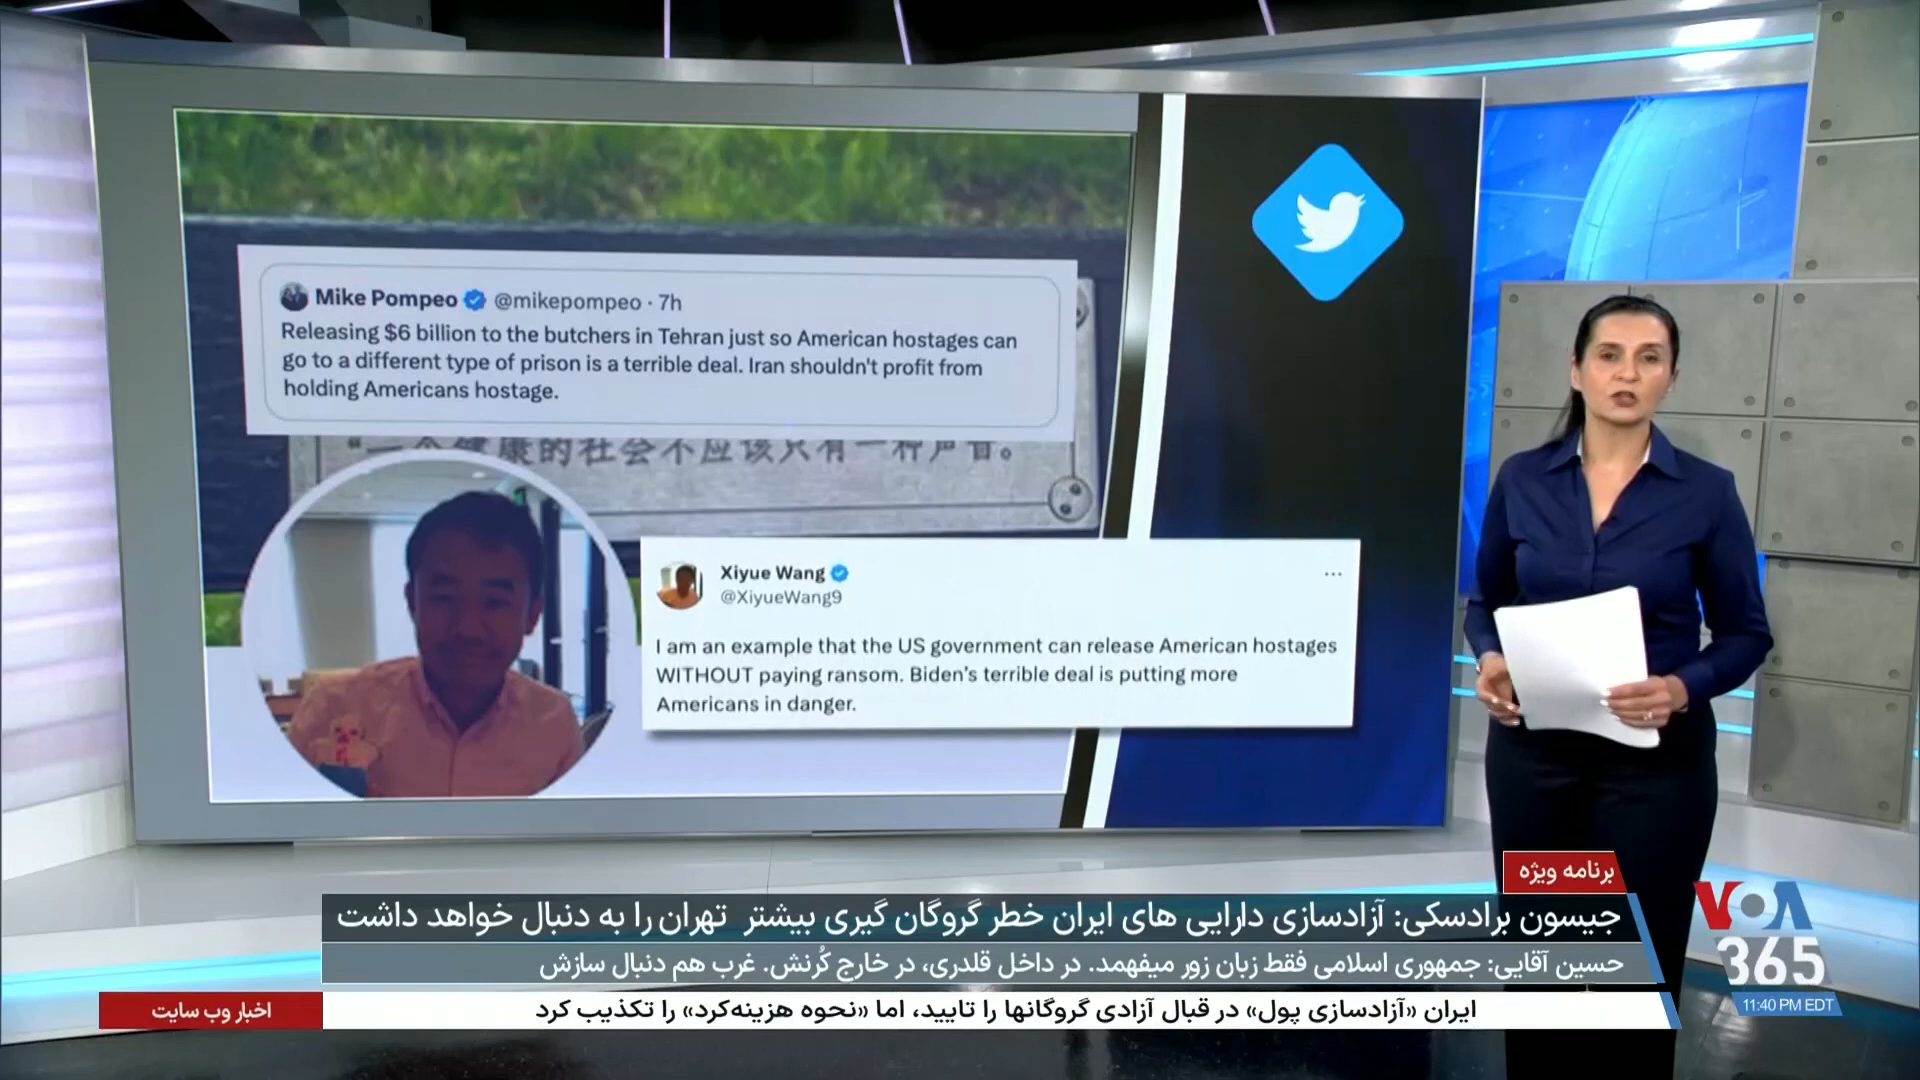 Mike Pompeo @mikepompeo · 7h
Releasing $6 billion to the butchers in Tehran just so American hostages can
go to a different type of prison is a terrible deal. Iran shouldn't profit from
holding Americans hostage.
“一个健康的社会不应该只有一种声音。
Xiyue Wang
@XiyueWang9
...
I am an example that the US government can release American hostages
WITHOUT paying ransom. Biden's terrible deal is putting more
Americans in danger.
برنامه ویژه
جیسون برادسکی: آزادسازی دارایی های ایران خطر گروگان گیری بیشتر تهران را به دنبال خواهد داشت
حسین آقایی: جمهوری اسلامی فقط زبان زور میفهمد. در داخل قلدری، در خارج کُرنش. غرب هم دنبال سازش
اخبار وب سایت
ایران «آزادسازی پول» در قبال آزادی گروگانها را تایید، اما «نحوه هزینه‌کرد» را تکذیب کرد
VOA
365
11:40 PM EDT